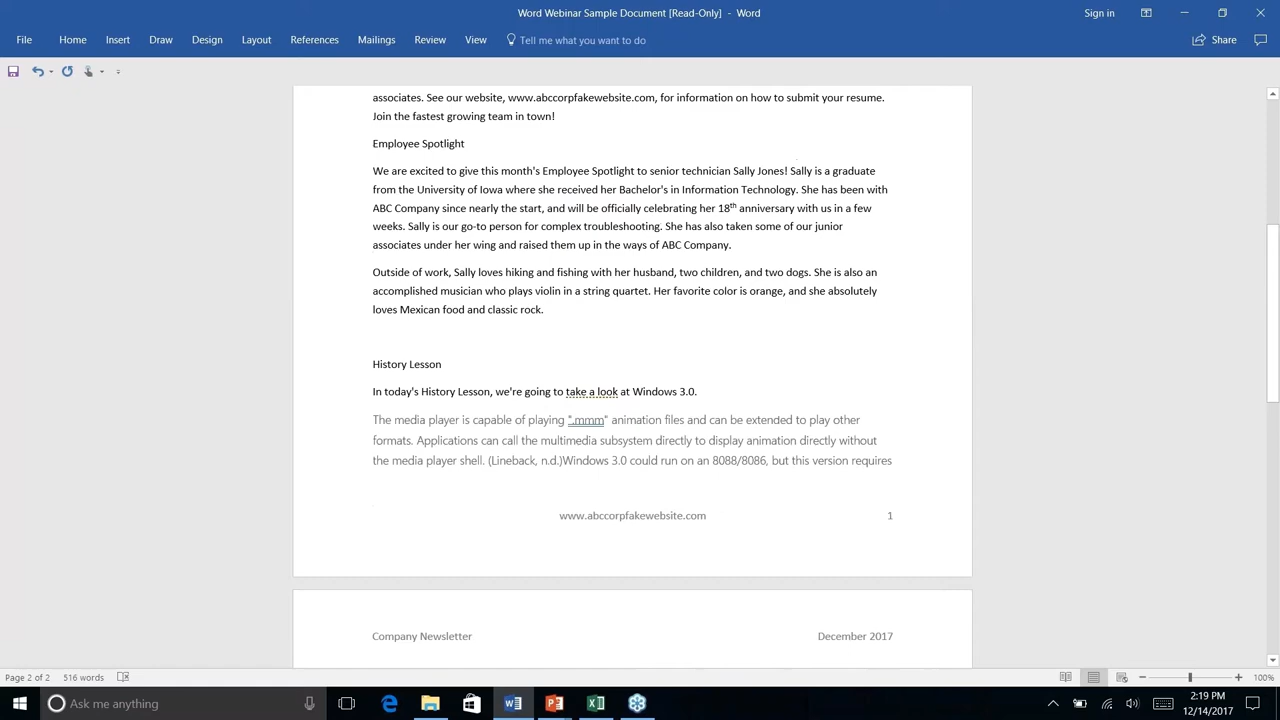 Word Webinar Sample Document [Read-Only] - Word
Sign in
File Home Insert Draw Design Layout References Mailings Review View Tell me what you want to do
Share
associates. See our website, www.abccorpfakewebsite.com, for information on how to submit your resume.
Join the fastest growing team in town!
Employee Spotlight
We are excited to give this month's Employee Spotlight to senior technician Sally Jones! Sally is a graduate
from the University of Iowa where she received her Bachelor's in Information Technology. She has been with
ABC Company since nearly the start, and will be officially celebrating her 18th anniversary with us in a few
weeks. Sally is our go-to person for complex troubleshooting. She has also taken some of our junior
associates under her wing and raised them up in the ways of ABC Company.
Outside of work, Sally loves hiking and fishing with her husband, two children, and two dogs. She is also an
accomplished musician who plays violin in a string quartet. Her favorite color is orange, and she absolutely
loves Mexican food and classic rock.
History Lesson
In today's History Lesson, we're going to take a look at Windows 3.0.
The media player is capable of playing ".mmm" animation files and can be extended to play other
formats. Applications can call the multimedia subsystem directly to display animation directly without
the media player shell. (Lineback, n.d.)Windows 3.0 could run on an 8088/8086, but this version requires
www.abccorpfakewebsite.com 1
Company Newsletter December 2017
Page 2 of 2 516 words 100%
Ask me anything
2:19 PM
12/14/2017